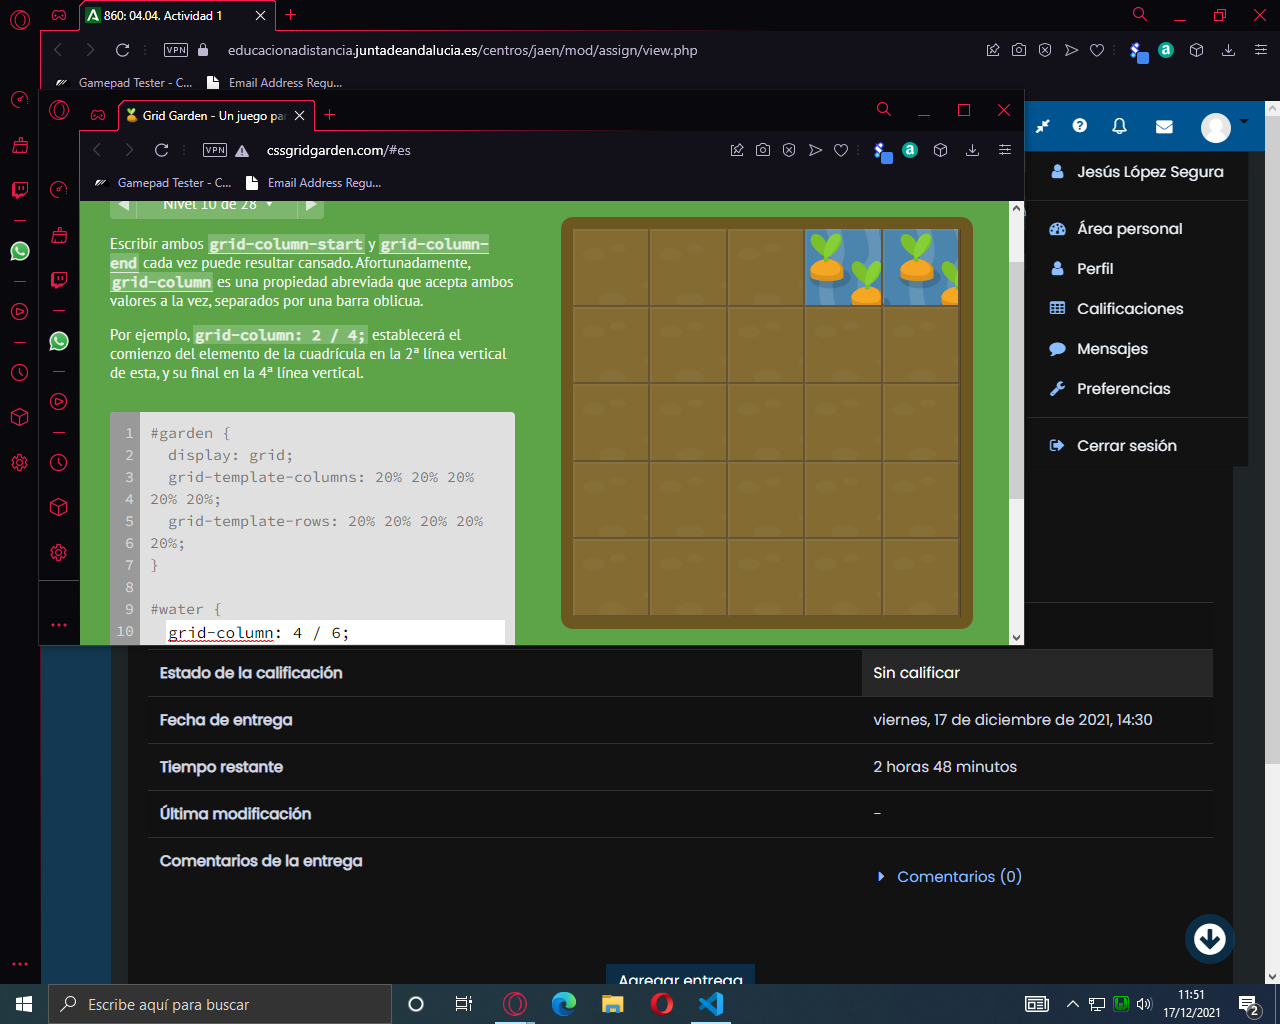 860: 04.04. Actividad 1
VPN
educacionadistancia.juntadeandalucia.es/centros/jaen/mod/assign/view.php
Gamepad Tester - C...
Email Address Regu...
Grid Garden - Un juego par
VPN
cssgridgarden.com/#es
Gamepad Tester - C...
Email Address Regu...
Nivel 10 de 28
Escribir ambos grid-column-start y grid-column-
end cada vez puede resultar cansado. Afortunadamente,
grid-column es una propiedad abreviada que acepta ambos
valores a la vez, separados por una barra oblicua.
Por ejemplo, grid-column: 2 / 4; establecerá el
comienzo del elemento de la cuadrícula en la 2ª línea vertical
de esta, y su final en la 4ª línea vertical.
1 #garden {
2 display: grid;
3 grid-template-columns: 20% 20% 20%
4 20% 20%;
5 grid-template-rows: 20% 20% 20% 20%
6 20%;
7 }
8
9 #water {
10 grid-column: 4 / 6;
Jesús López Segura
Área personal
Perfil
Calificaciones
Mensajes
Preferencias
Cerrar sesión
Estado de la calificación
Sin calificar
Fecha de entrega
viernes, 17 de diciembre de 2021, 14:30
Tiempo restante
2 horas 48 minutos
Última modificación
-
Comentarios de la entrega
Comentarios (0)
Agregar entrega
Escribe aquí para buscar
11:51
17/12/2021
2